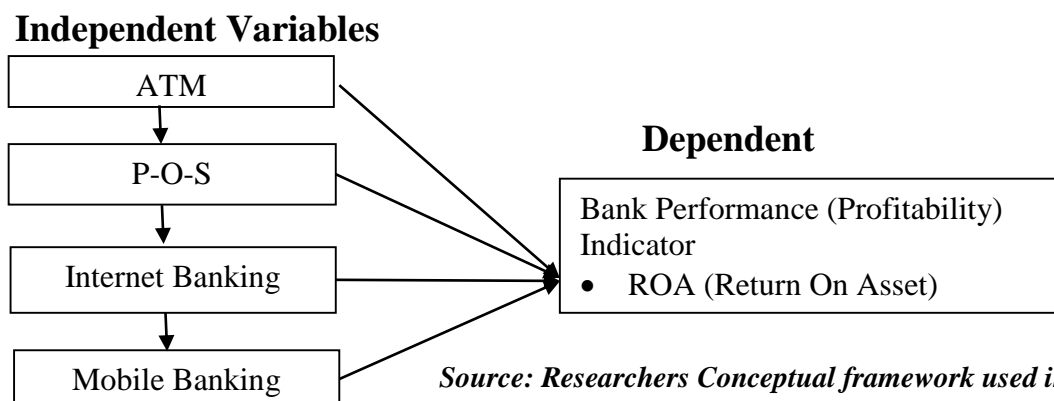 Independent Variables
ATM
P-O-S
Internet Banking
Mobile Banking
Dependent
Bank Performance (Profitability)
Indicator
• ROA (Return On Asset)
Source: Researchers Conceptual framework used